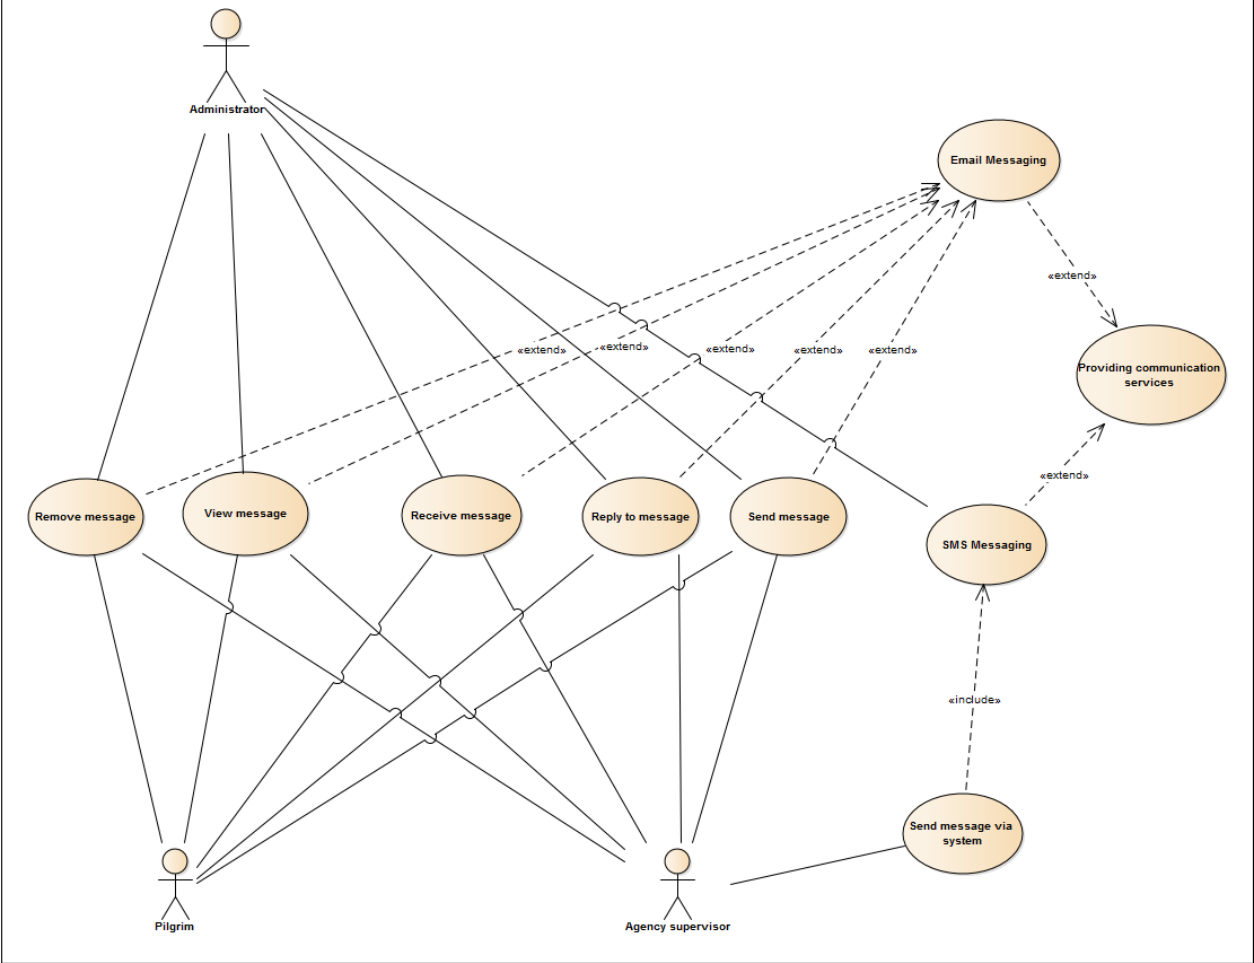 Administrator
Email Messaging
«extend»
Providing communication
services
«extend»
«extend»
«extend»
«extend»
«extend»
«extend»
Remove message
View message
Receive message
Reply to message
Send message
SMS Messaging
«include»
Send message via
system
Pilgrim
Agency supervisor